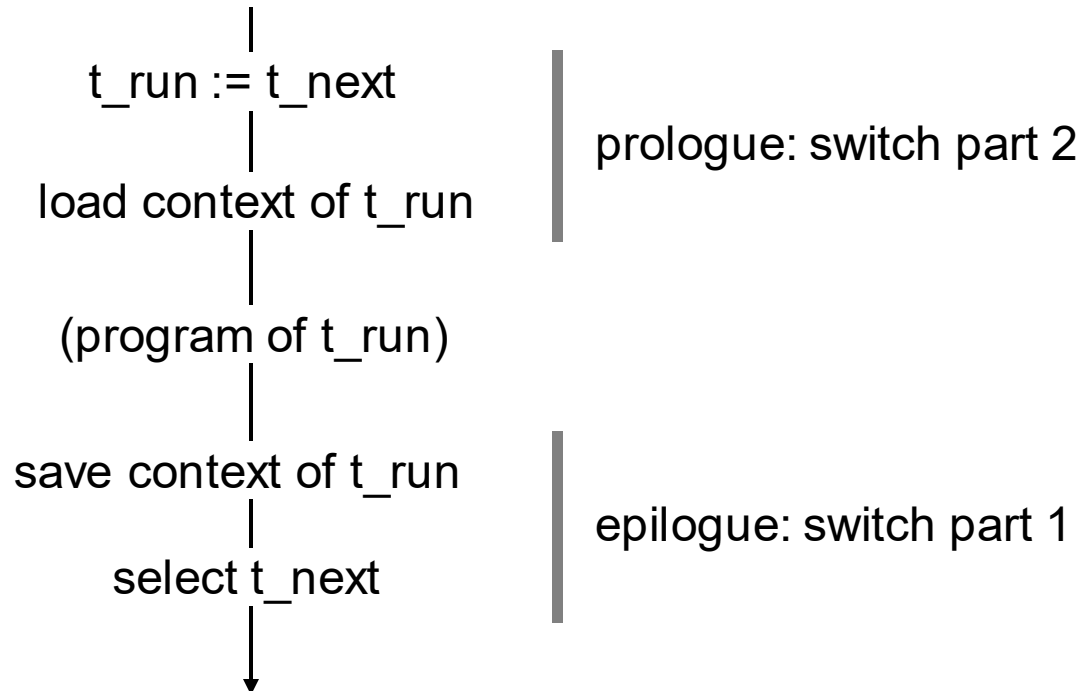 t_run := t_next
prologue: switch part 2
load context of t_run
(program of t_run)
save context of t_run
epilogue: switch part 1
select t_next